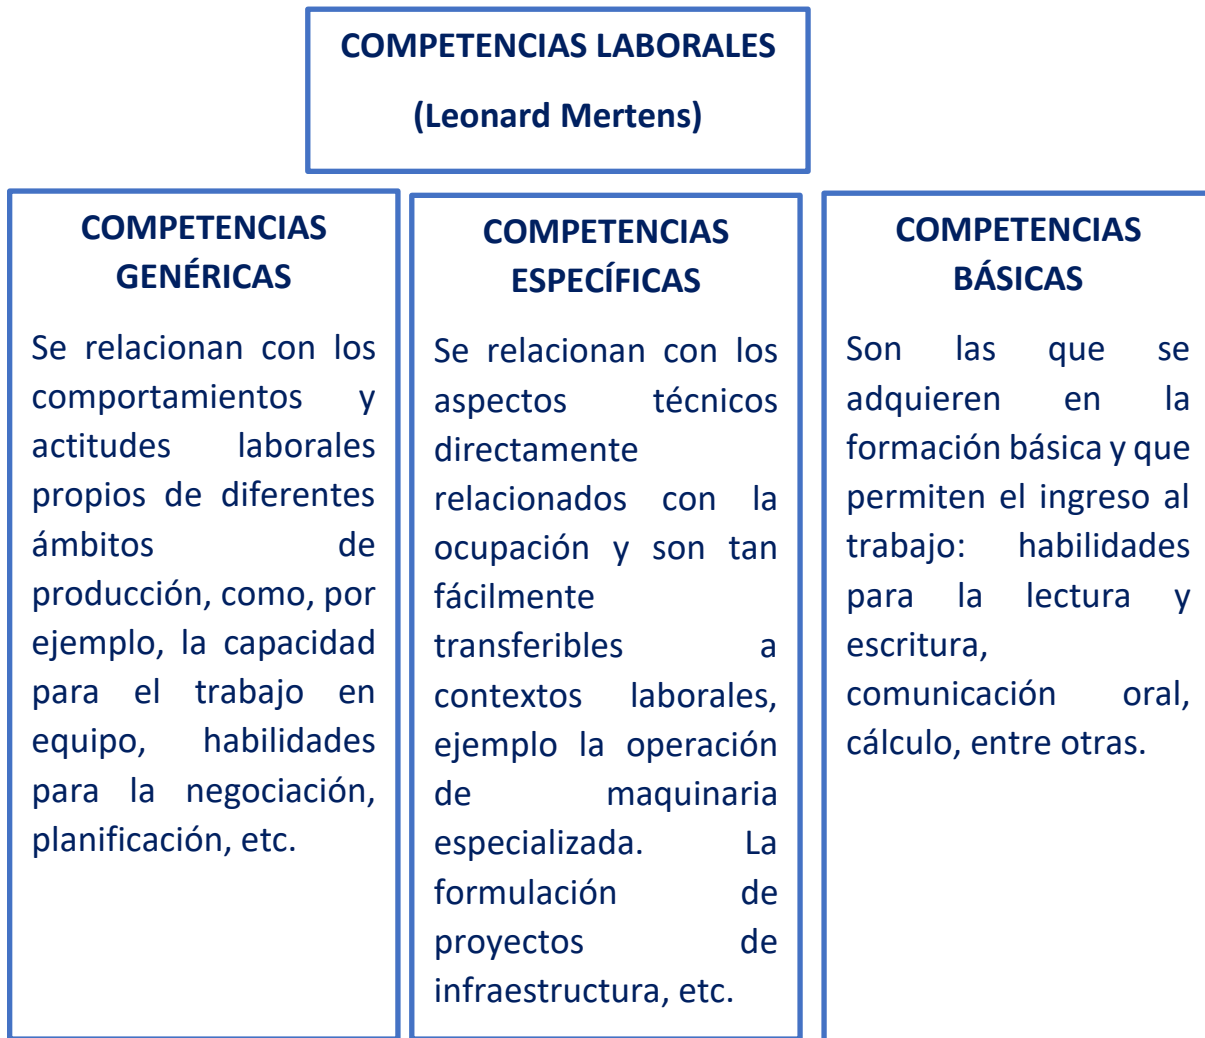 COMPETENCIAS LABORALES
(Leonard Mertens)
COMPETENCIAS
GENÉRICAS
Se relacionan con los
comportamientos y
actitudes laborales
propios de diferentes
ámbitos de
producción, como, por
ejemplo, la capacidad
para el trabajo en
equipo, habilidades
para la negociación,
planificación, etc.
COMPETENCIAS
ESPECÍFICAS
Se relacionan con los
aspectos técnicos
directamente
relacionados con la
ocupación y son tan
fácilmente
transferibles a
contextos laborales,
ejemplo la operación
de maquinaria
especializada. La
formulación de
proyectos de
infraestructura, etc.
COMPETENCIAS
BÁSICAS
Son las que se
adquieren en la
formación básica y que
permiten el ingreso al
trabajo: habilidades
para la lectura y
escritura,
comunicación oral,
cálculo, entre otras.